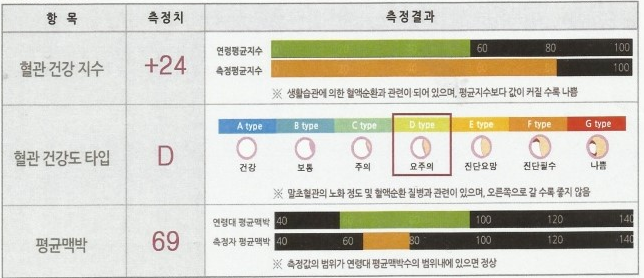 항 목 측정치 측정결과
혈관 건강 지수 +24
연령평균지수 60 80 100
측정평균지수 100
※ 생활습관에 의한 혈액순환과 관련이 되어 있으며, 평균지수보다 값이 커질 수록 나쁨
혈관 건강도 타입 D
A type B type C type D type E type F type G type
건강 보통 주의 요주의 진단요망 진단필수 나쁨
※ 말초혈관의 노화 정도 및 혈액순환 질병과 관련이 있으며, 오른쪽으로 갈 수록 좋지 않음
평균맥박 69
연령대 평균맥박 40 100 120 140
측정자 평균맥박 40 60 80 100 120 140
※ 측정값의 범위가 연령대 평균맥박수의 범위내에 있으면 정상